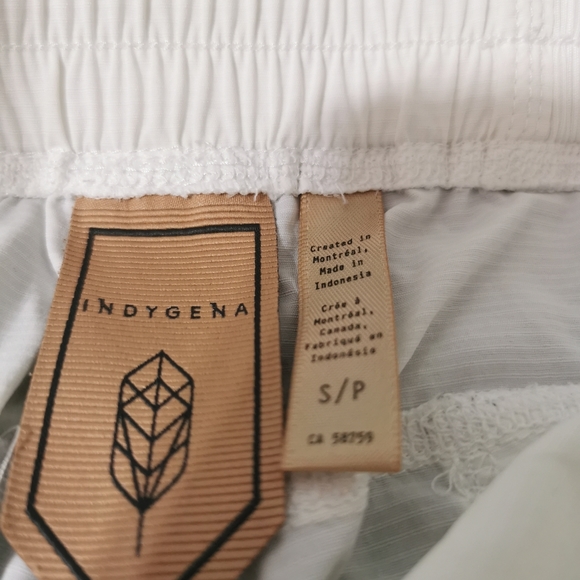 INDYGENA
Created in
Montréal,
Made in
Indonesia
Crée à
Montréal,
Canada,
Fabriqué en
Indonésie
S/P
CA 58759